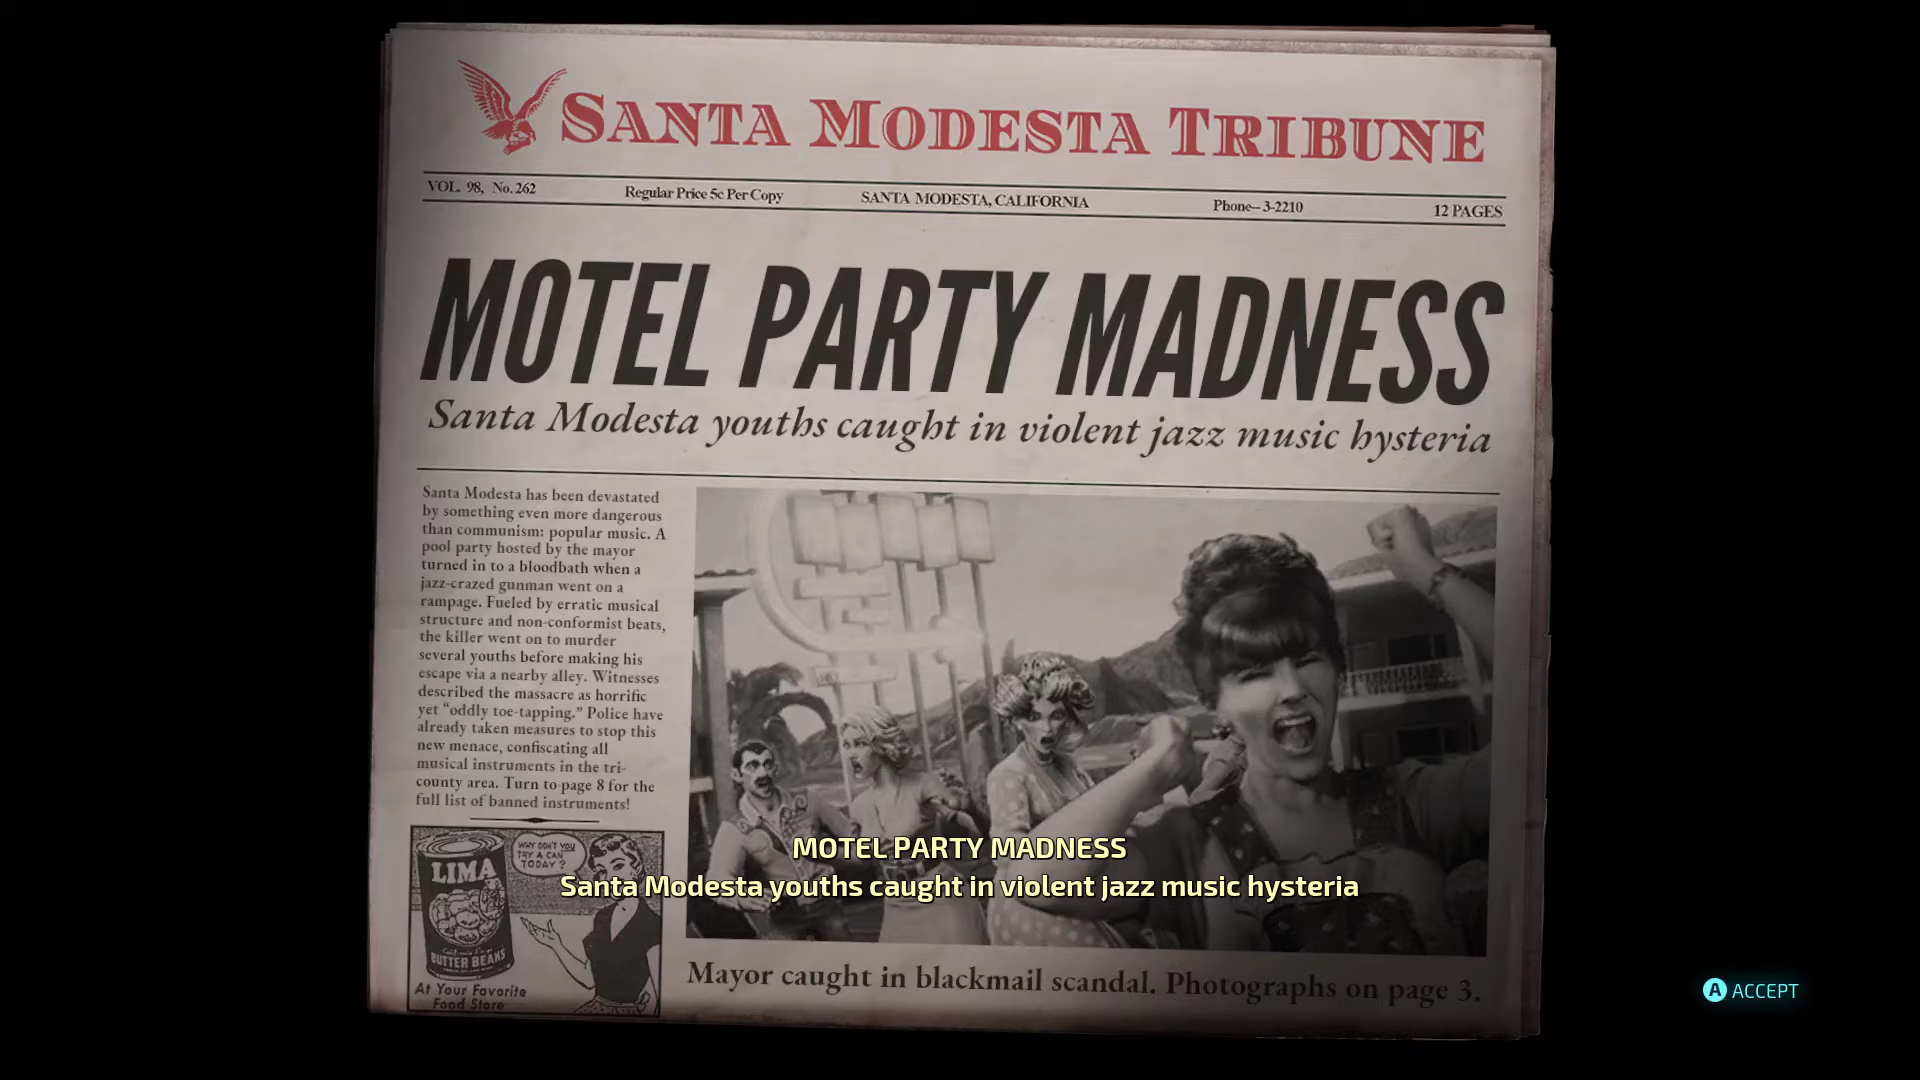 SANTA MODESTA TRIBUNE
VOL. 98, No. 262
Regular Price 5c Per Copy
SANTA MODESTA, CALIFORNIA
Phone– 3-2210
12 PAGES
MOTEL PARTY MADNESS
Santa Modesta youths caught in violent jazz music hysteria
Santa Modesta has been devastated
by something even more dangerous
than communism: popular music. A
pool party hosted by the mayor
turned in to a bloodbath when a
jazz-crazed gunman went on a
rampage. Fueled by erratic musical
structure and non-conformist beats,
the killer went on to murder
several youths before making his
escape via a nearby alley. Witnesses
described the massacre as horrific
yet “oddly toe-tapping.” Police have
already taken measures to stop this
new menace, confiscating all
musical instruments in the tri-
county area. Turn to page 8 for the
full list of banned instruments!
LIMA
BUTTER BEANS
WHY DON'T YOU
TRY A CAN
TODAY?
At Your Favorite
Food Store
MOTEL PARTY MADNESS
Santa Modesta youths caught in violent jazz music hysteria
Mayor caught in blackmail scandal. Photographs on page 3.
A ACCEPT